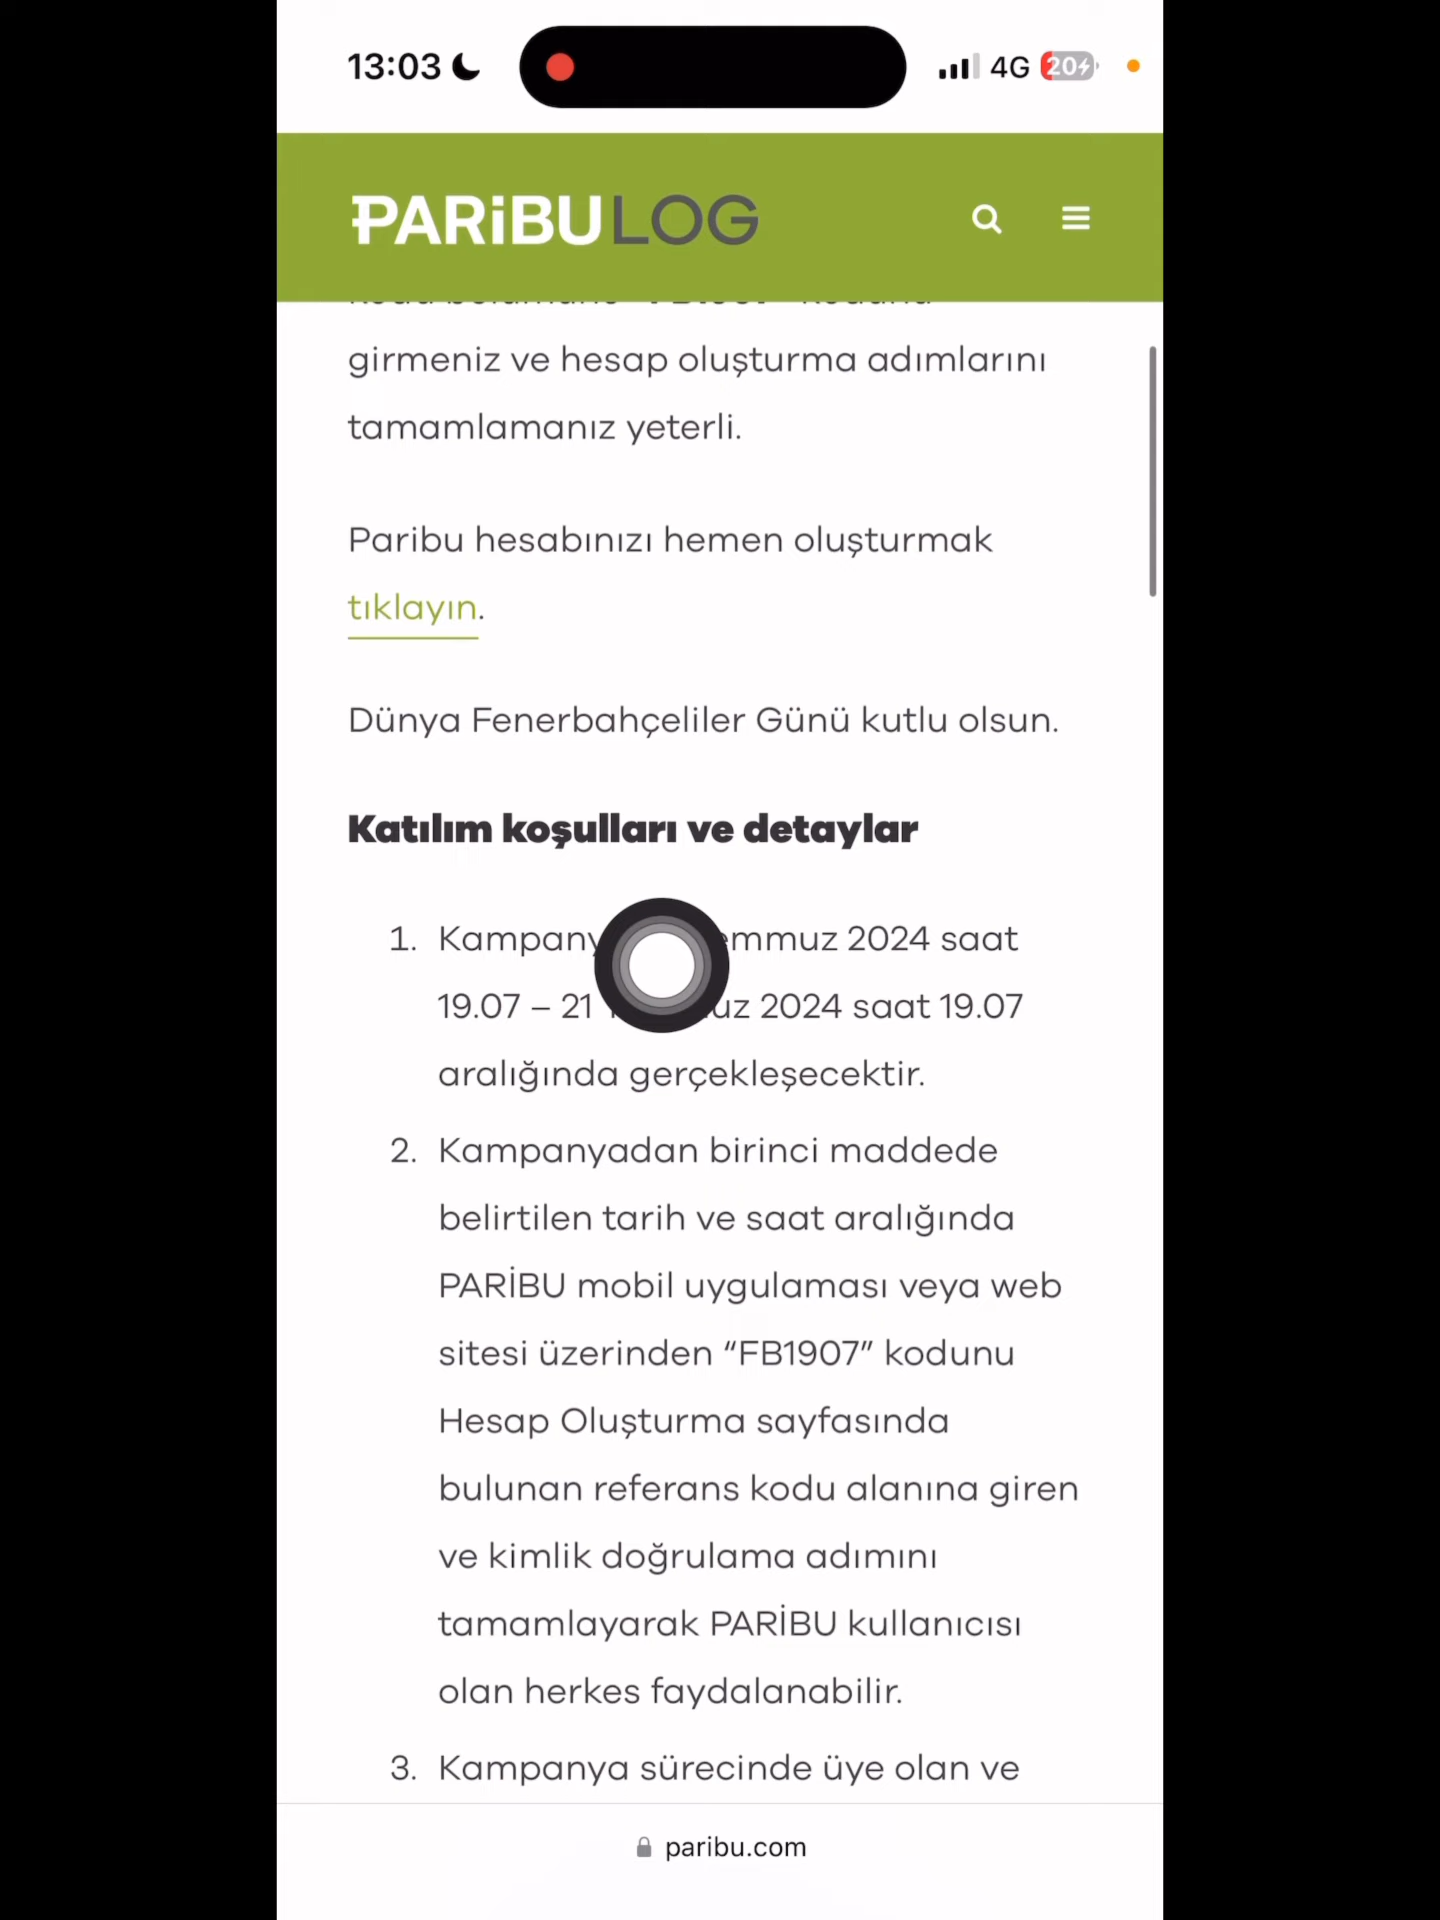 13:03
4G
20
PARiBU LOG
girmeniz ve hesap oluşturma adımlarını
tamamlamanız yeterli.
Paribu hesabınızı hemen oluşturmak
tıklayın.
Dünya Fenerbahçeliler Günü kutlu olsun.
Katılım koşulları ve detaylar
1. 2024 saat
19.07 – 21 2024 saat 19.07
aralığında gerçekleşecektir.
2. Kampanyadan birinci maddede
belirtilen tarih ve saat aralığında
PARİBU mobil uygulaması veya web
sitesi üzerinden “FB1907” kodunu
Hesap Oluşturma sayfasında
bulunan referans kodu alanına giren
ve kimlik doğrulama adımını
tamamlayarak PARİBU kullanıcısı
olan herkes faydalanabilir.
3. Kampanya sürecinde üye olan ve
paribu.com